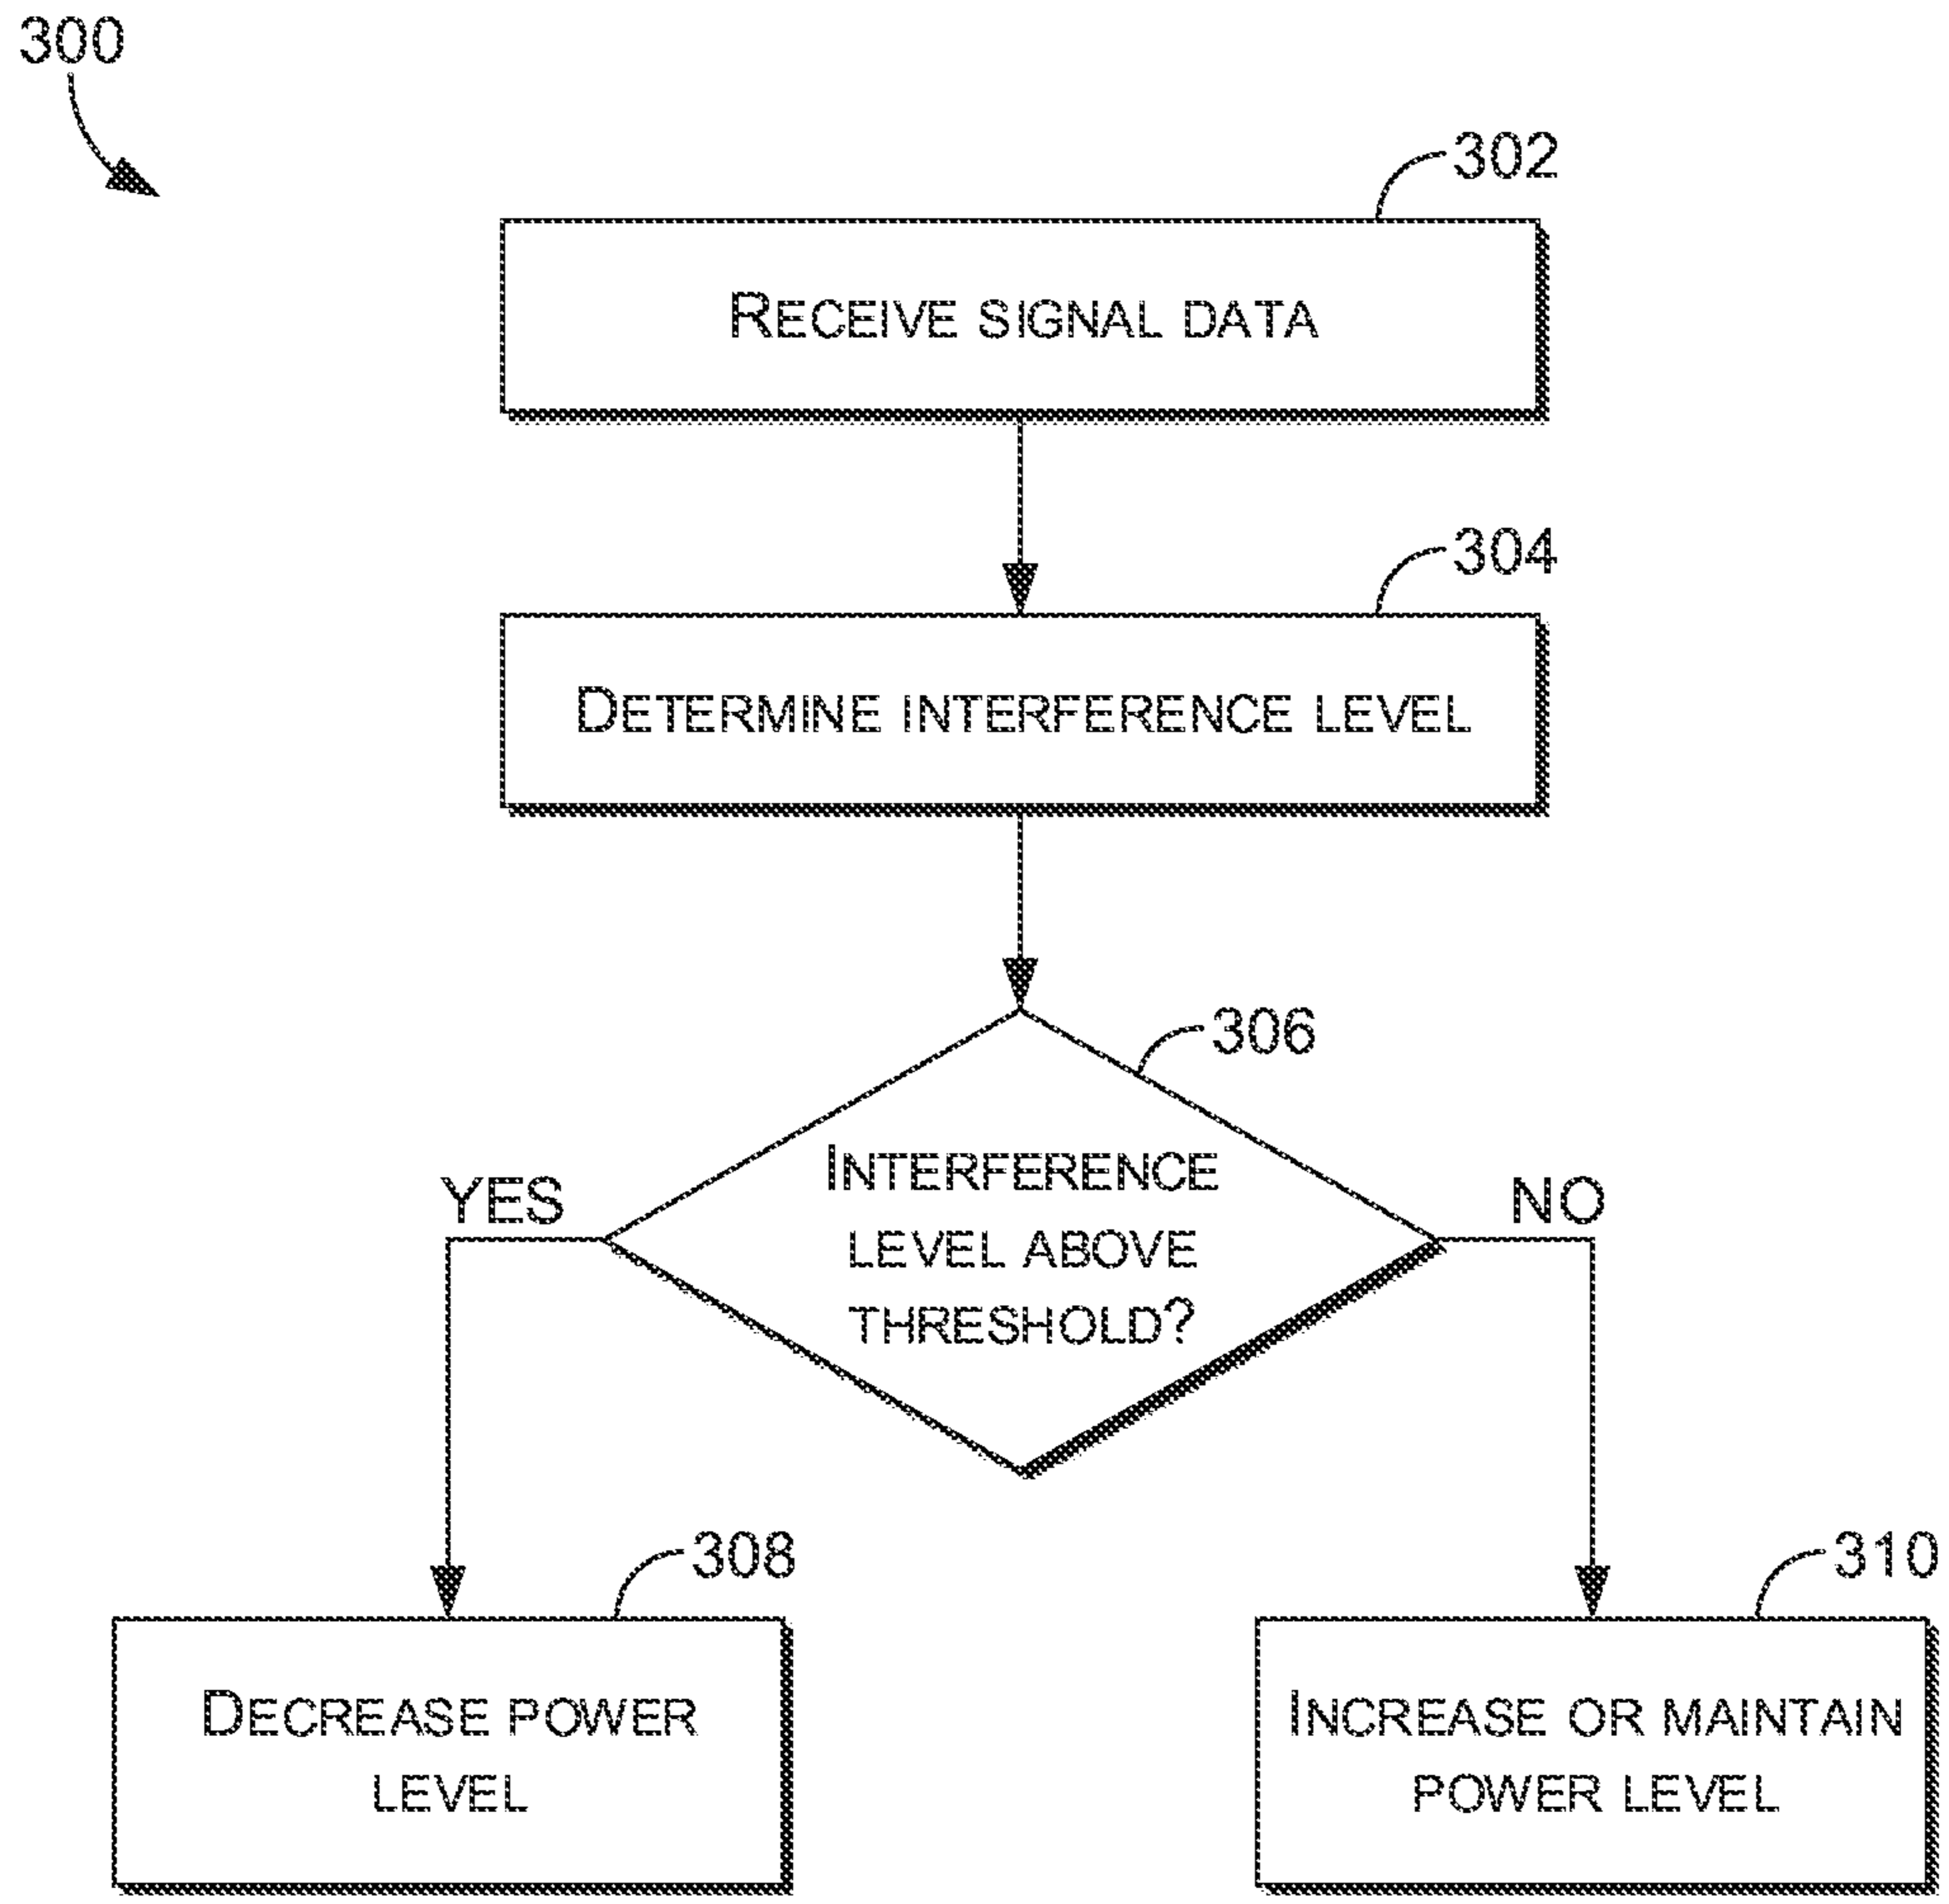 300
302
RECEIVE SIGNAL DATA
304
DETERMINE INTERFERENCE LEVEL
306
INTERFERENCE
LEVEL ABOVE
THRESHOLD?
YES
NO
308
DECREASE POWER
LEVEL
310
INCREASE OR MAINTAIN
POWER LEVEL